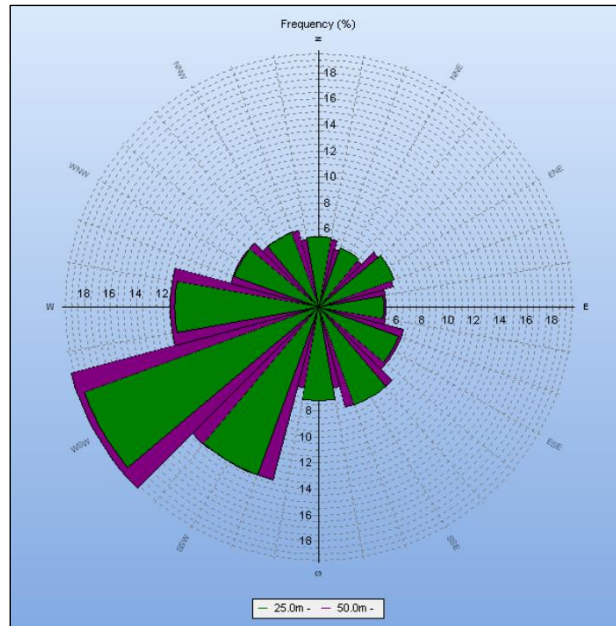 Frequency (%)
N
18
NNW
NNE
16
14
12
WNW
ENE
10
8
6
18 16 14 12
W
E
6 8 10 12 14 16 18
8
10
WSW
ESE
12
14
16
SSW
SSE
18
S
25.0m - 50.0m -